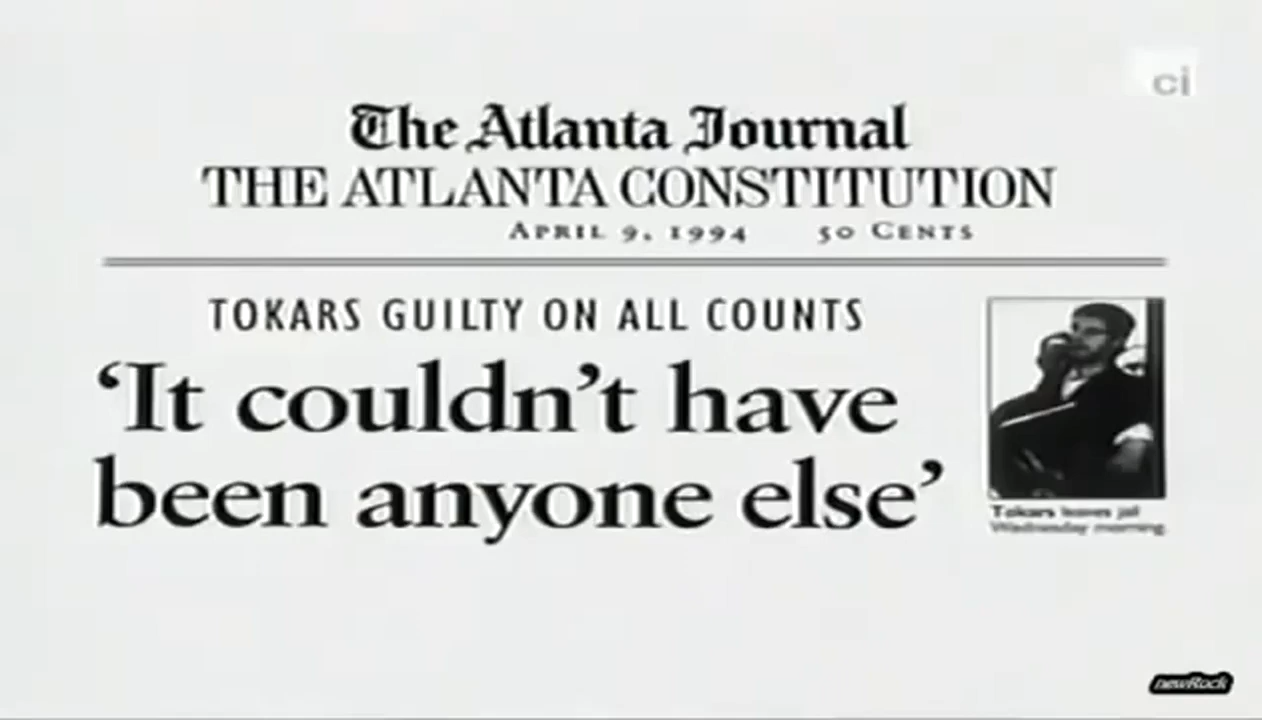 ci
The Atlanta Journal
THE ATLANTA CONSTITUTION
APRIL 9, 1994 50 CENTS
TOKARS GUILTY ON ALL COUNTS
‘It couldn’t have
been anyone else’
Tokars leaves jail
Wednesday morning.
newRock